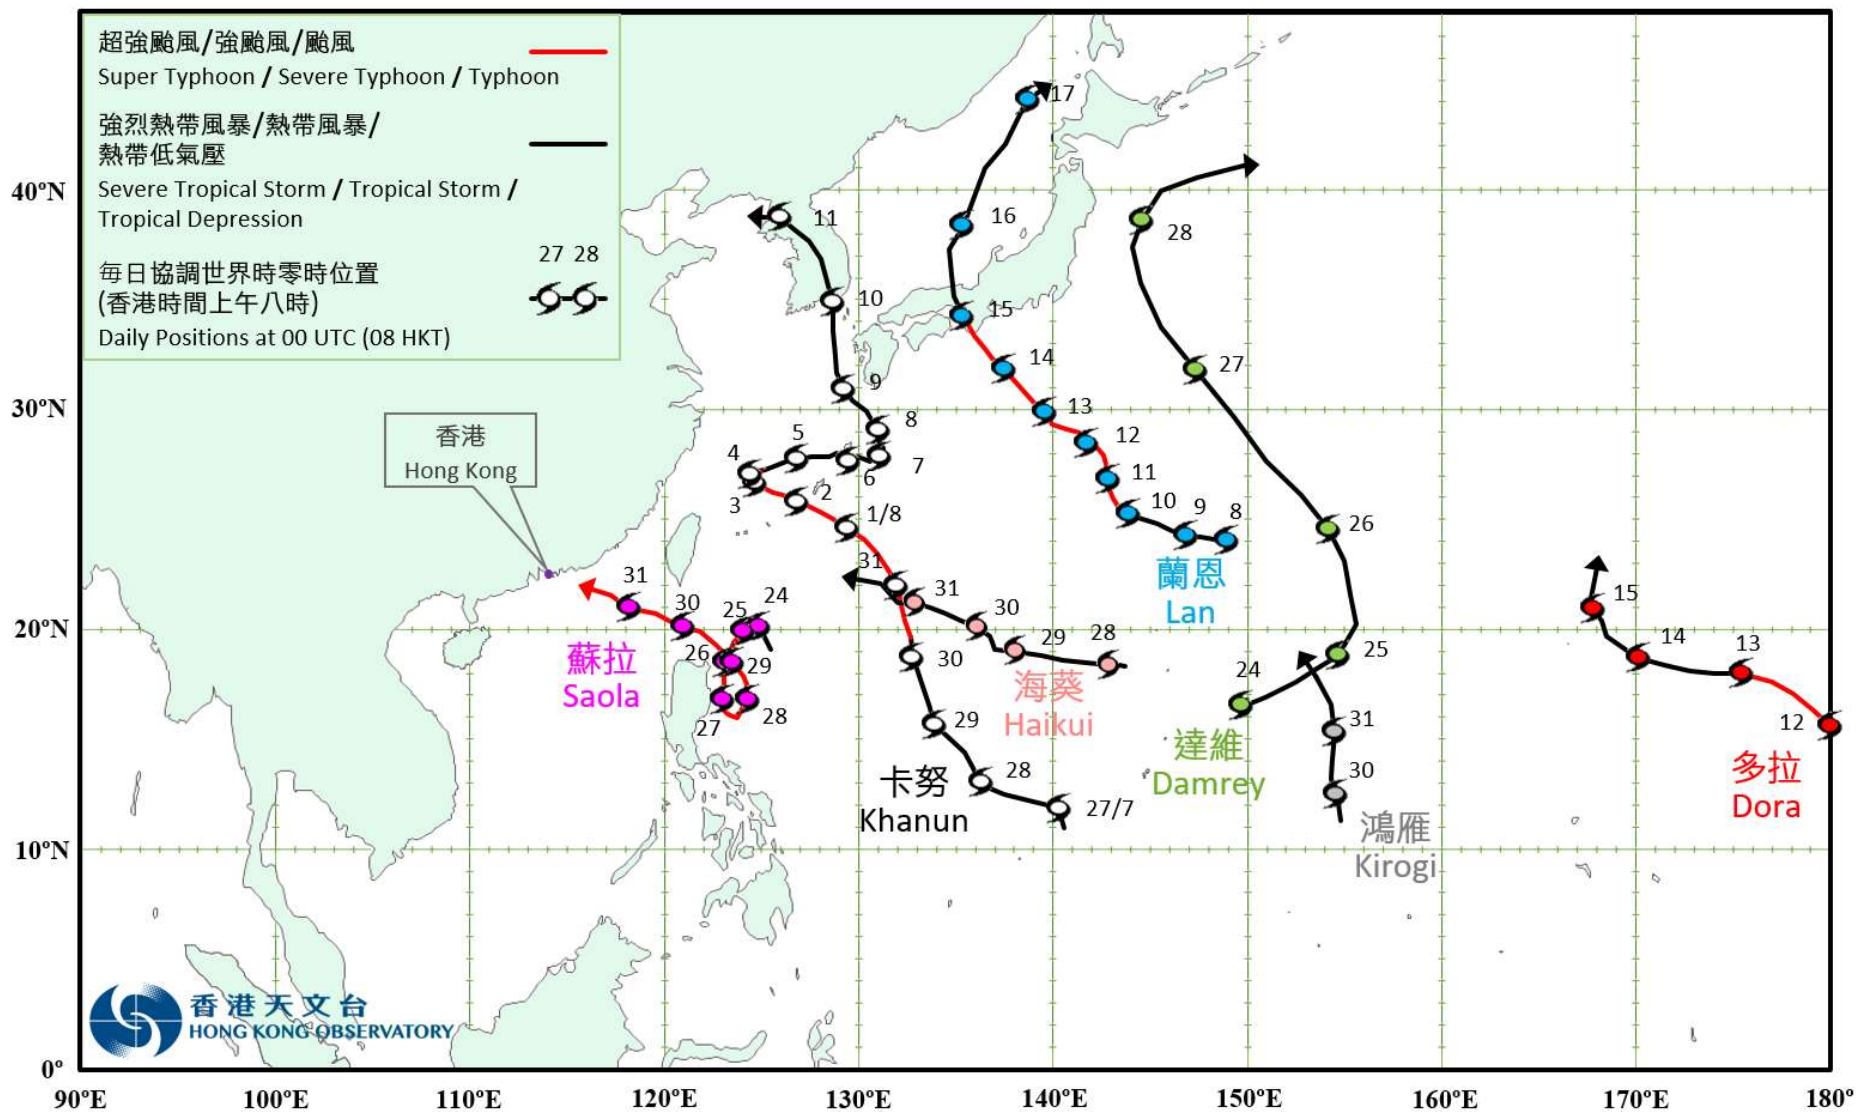 超強颱風/強颱風/颱風
Super Typhoon / Severe Typhoon / Typhoon
強烈熱帶風暴/熱帶風暴/
熱帶低氣壓
Severe Tropical Storm / Tropical Storm /
Tropical Depression
27 28
每日協調世界時零時位置
(香港時間上午八時)
Daily Positions at 00 UTC (08 HKT)
40°N
30°N
20°N
10°N
0°
香港
Hong Kong
17
16
15
14
13
12
11
10
9
8
蘭恩
Lan
11
10
9
8
7
6
5
4
3
2
1/8
31
30
29
28
27/7
卡努
Khanun
31
30
29
28
27
26
25
24
蘇拉
Saola
31
30
29
28
海葵
Haikui
28
27
26
25
24
達維
Damrey
31
30
鴻雁
Kirogi
15
14
13
12
多拉
Dora
香港天文台
HONG KONG OBSERVATORY
90°E
100°E
110°E
120°E
130°E
140°E
150°E
160°E
170°E
180°